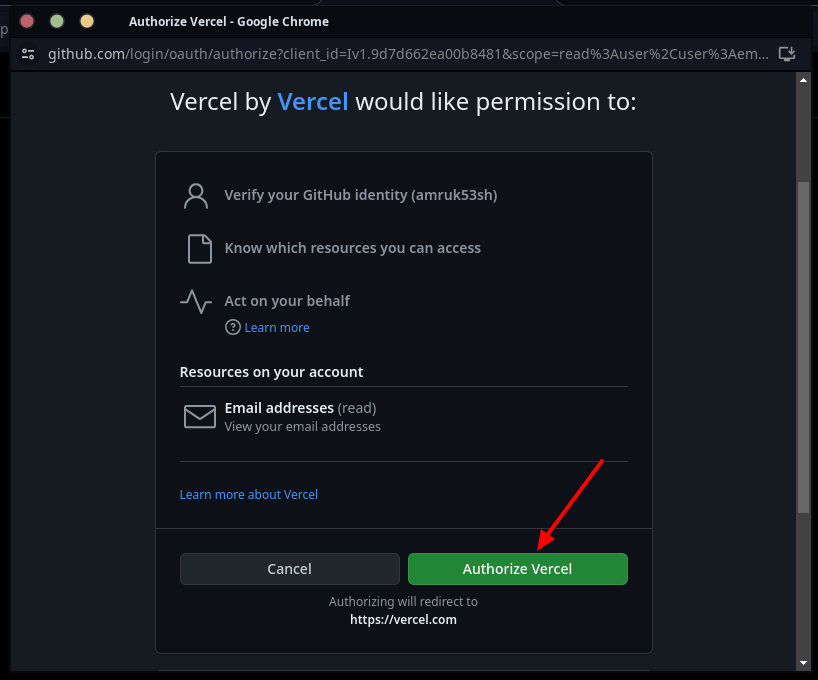 Authorize Vercel - Google Chrome
github.com/login/oauth/authorize?client_id=Iv1.9d7d662ea00b8481&scope=read%3Auser%2Cuser%3Aem...
Vercel by Vercel would like permission to:
Verify your GitHub identity (amruk53sh)
Know which resources you can access
Act on your behalf
Learn more
Resources on your account
Email addresses (read)
View your email addresses
Learn more about Vercel
Cancel
Authorize Vercel
Authorizing will redirect to
https://vercel.com